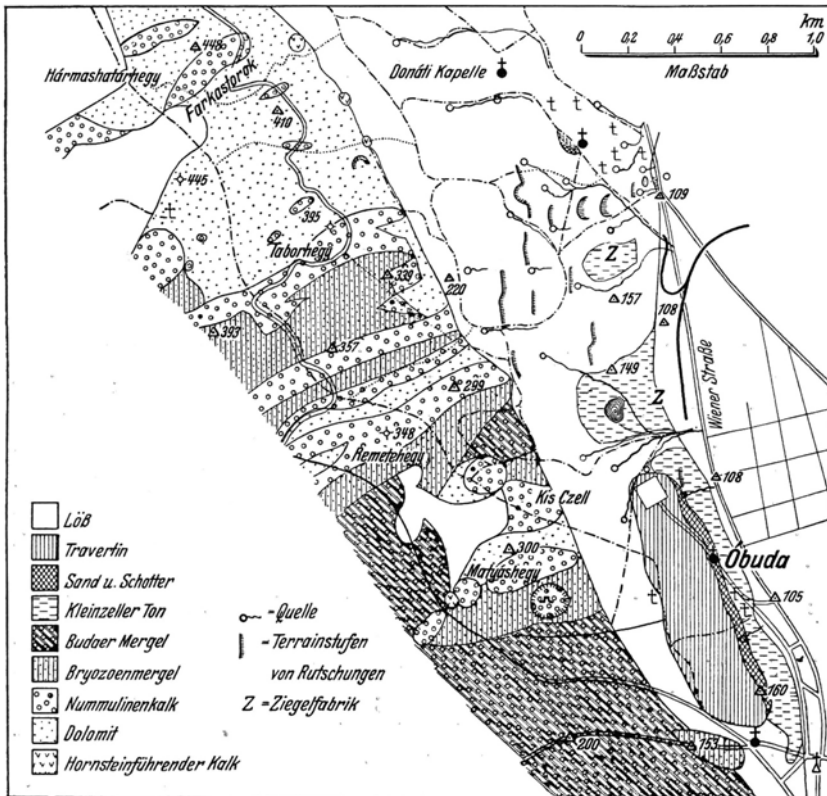 km
0 0,2 0,4 0,6 0,8 1,0
Maßstab
448
Hármashatárhegy
Farkastorok
Donáti Kapelle
410
445
109
395
Taborhegy
Z
339
220
157
108
393
357
149
Z
Wiener Straße
299
348
Remetehegy
108
Kis Czell
300
Óbuda
Matyáshegy
105
160
200
153
Löß
Travertin
Sand u. Schotter
Kleinzeller Ton
Budaer Mergel
Bryozoenmergel
Nummulinenkalk
Dolomit
Hornsteinführender Kalk
= Quelle
= Terrainstufen
von Rutschungen
Z = Ziegelfabrik